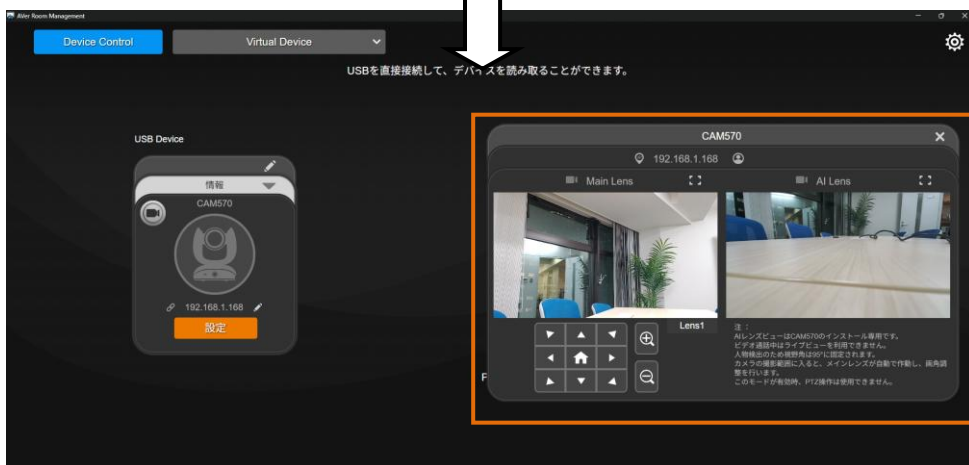 AVer Room Management
Device Control
Virtual Device
USBを直接接続して、デバイスを読み取ることができます。
USB Device
情報
CAM570
192.168.1.168
設定
CAM570
192.168.1.168
Main Lens
AI Lens
Lens1
注：
AIレンズビューはCAM570のインストール専用です。
ビデオ通話中はライブビューを利用できません。
人物検出のため視野角は95°に固定されます。
カメラの撮影範囲に入ると、メインレンズが自動で作動し、画角調
整を行います。
このモードが有効時、PTZ操作は使用できません。